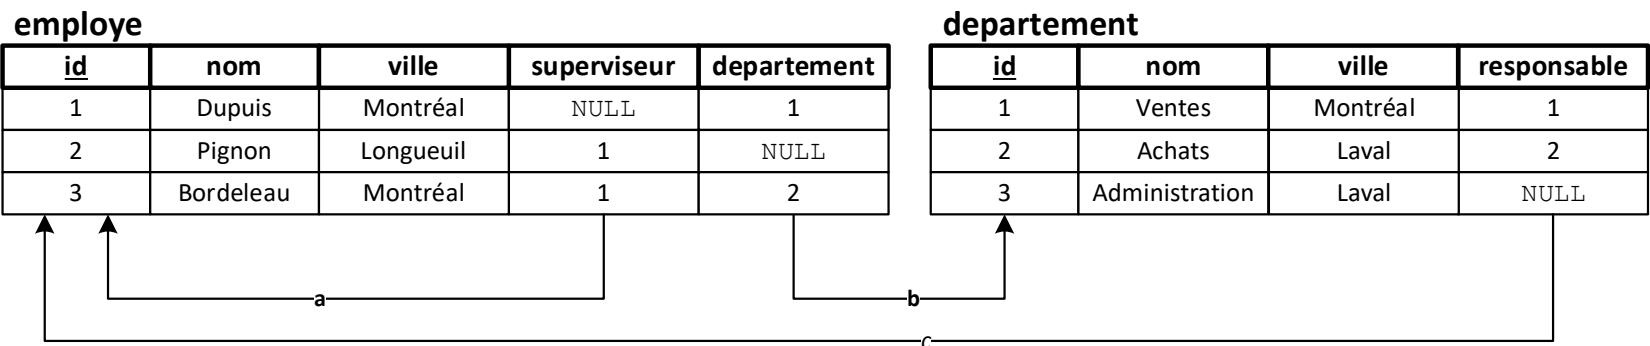 employe departement
id nom ville superviseur departement id nom ville responsable
1 Dupuis Montréal NULL 1 1 Ventes Montréal 1
2 Pignon Longueuil 1 NULL 2 Achats Laval 2
3 Bordeleau Montréal 1 2 3 Administration Laval NULL
a b
c